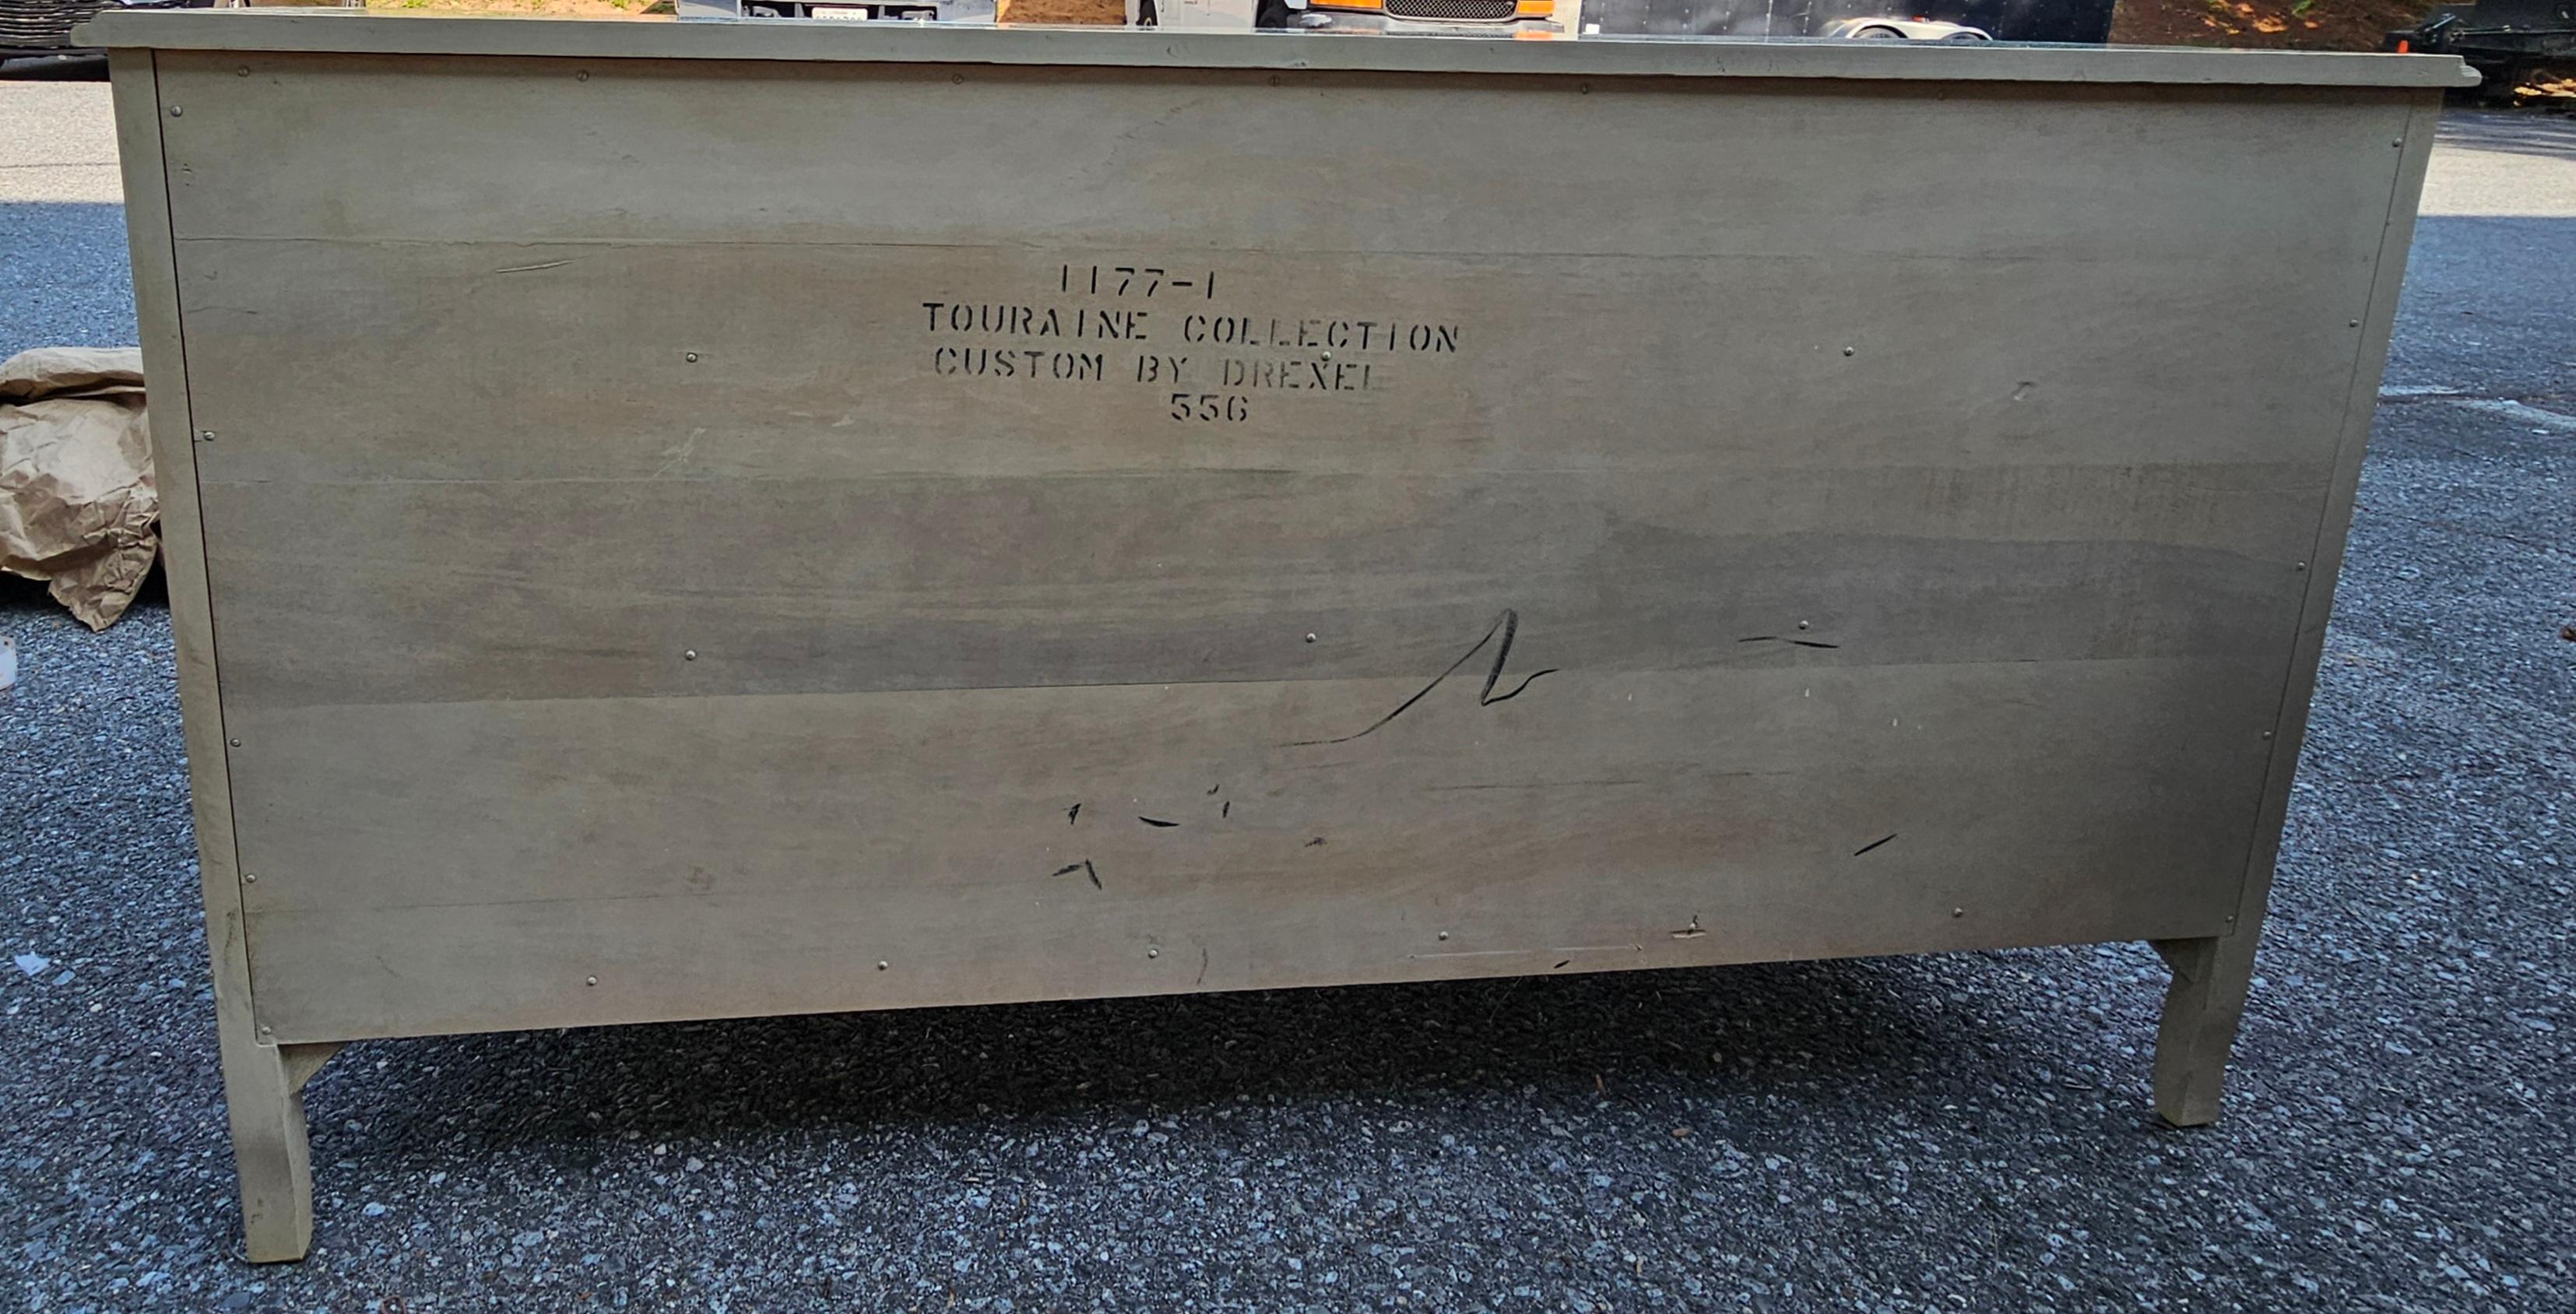 1177-1
TOURAINE COLLECTION
CUSTOM BY DREXEL
556